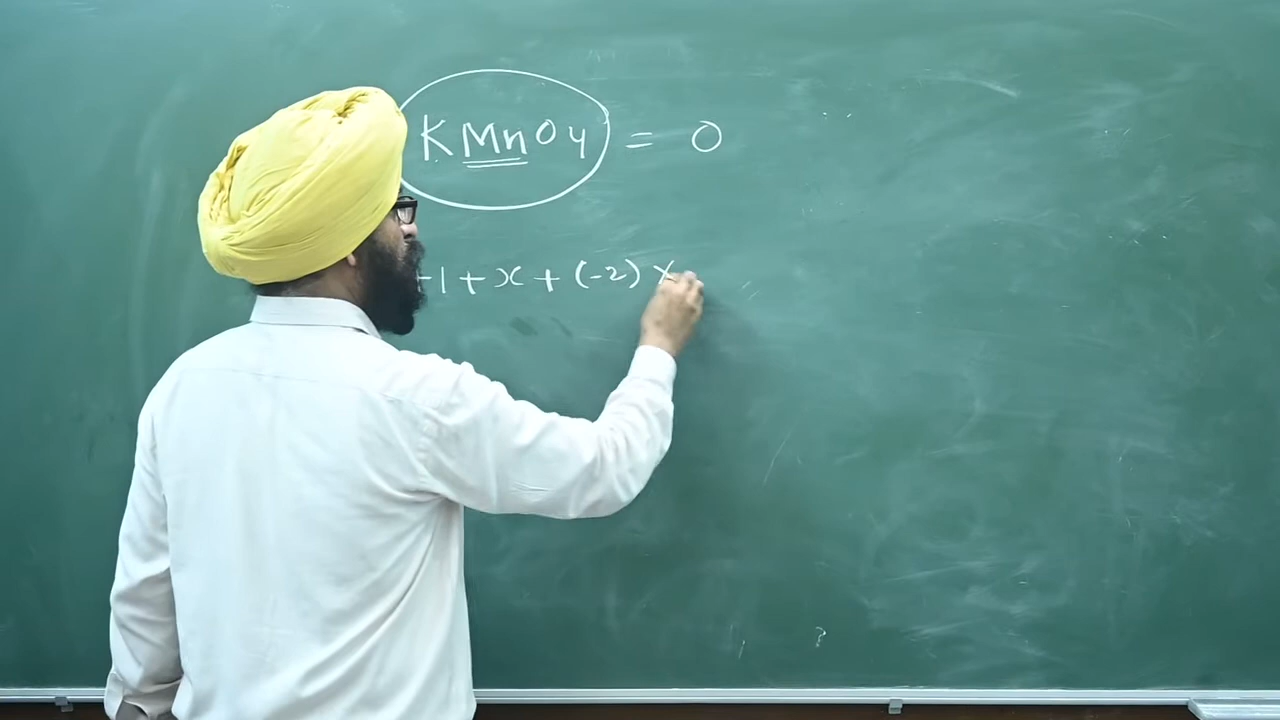 KMnO4 = 0
+1 + x + (-2) ×